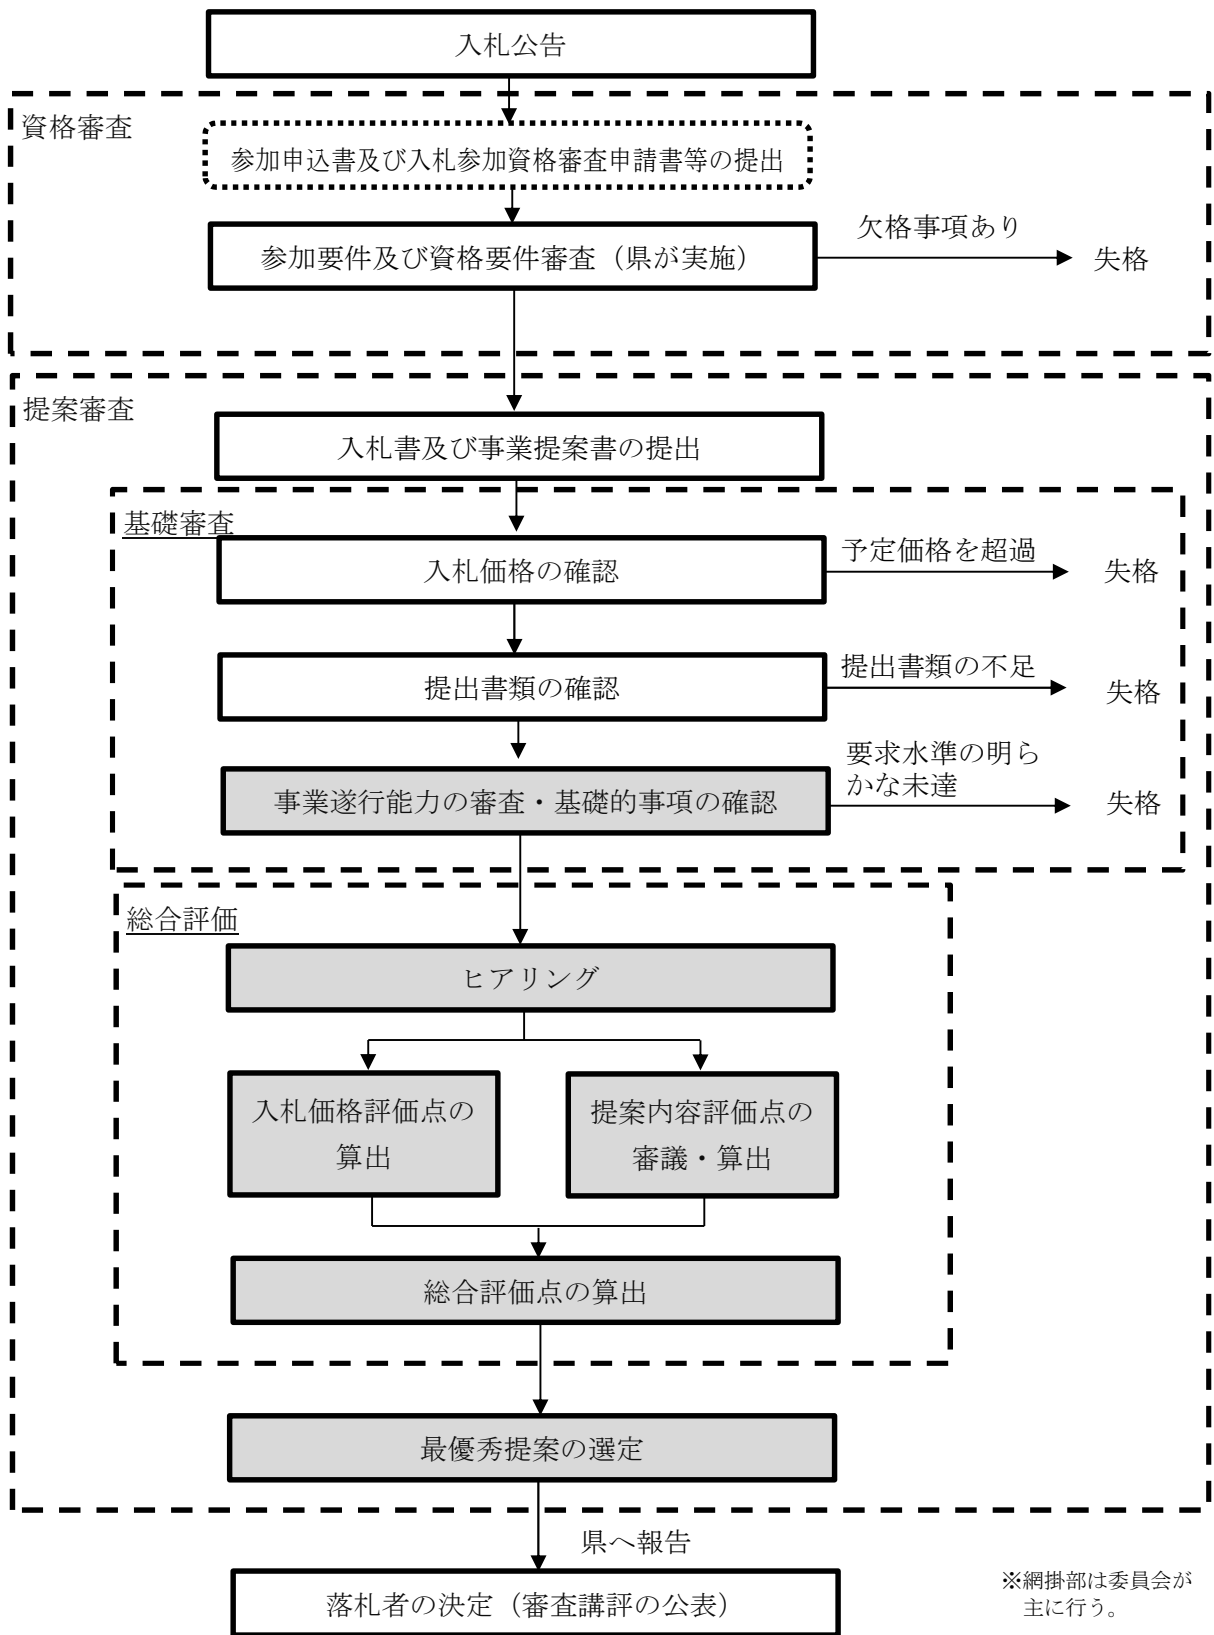 入札公告
資格審査
参加申込書及び入札参加資格審査申請書等の提出
参加要件及び資格要件審査（県が実施）
欠格事項あり
失格
提案審査
入札書及び事業提案書の提出
基礎審査
入札価格の確認
予定価格を超過
失格
提出書類の確認
提出書類の不足
失格
事業遂行能力の審査・基礎的事項の確認
要求水準の明ら
かな未達
失格
総合評価
ヒアリング
入札価格評価点の
算出
提案内容評価点の
審議・算出
総合評価点の算出
最優秀提案の選定
県へ報告
落札者の決定（審査講評の公表）
※網掛部は委員会が
主に行う。